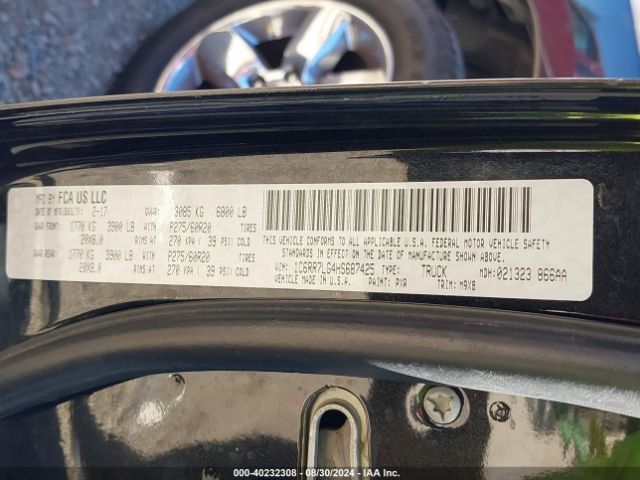 MFD BY FCA US LLC
DATE OF MFR(BUILT): 2-17 GVWR: 3085 KG 6800 LB
GAWR FRONT: 1770 KG 3900 LB WITH P275/60R20 TIRES
20X8.0 RIMS AT 270 KPA ( 39 PSI) COLD
GAWR REAR: 1770 KG 3900 LB WITH P275/60R20 TIRES
20X8.0 RIMS AT 270 KPA ( 39 PSI) COLD
THIS VEHICLE CONFORMS TO ALL APPLICABLE U.S.A. FEDERAL MOTOR VEHICLE SAFETY
STANDARDS IN EFFECT ON THE DATE OF MANUFACTURE SHOWN ABOVE.
VIN: 1C6RR7LG4HS687425 TYPE: TRUCK MDH: 021323 866AA
VEHICLE MADE IN U.S.A. PAINT: PXR TRIM: M9X8
000-40232308 - 08/30/2024 - IAA Inc.